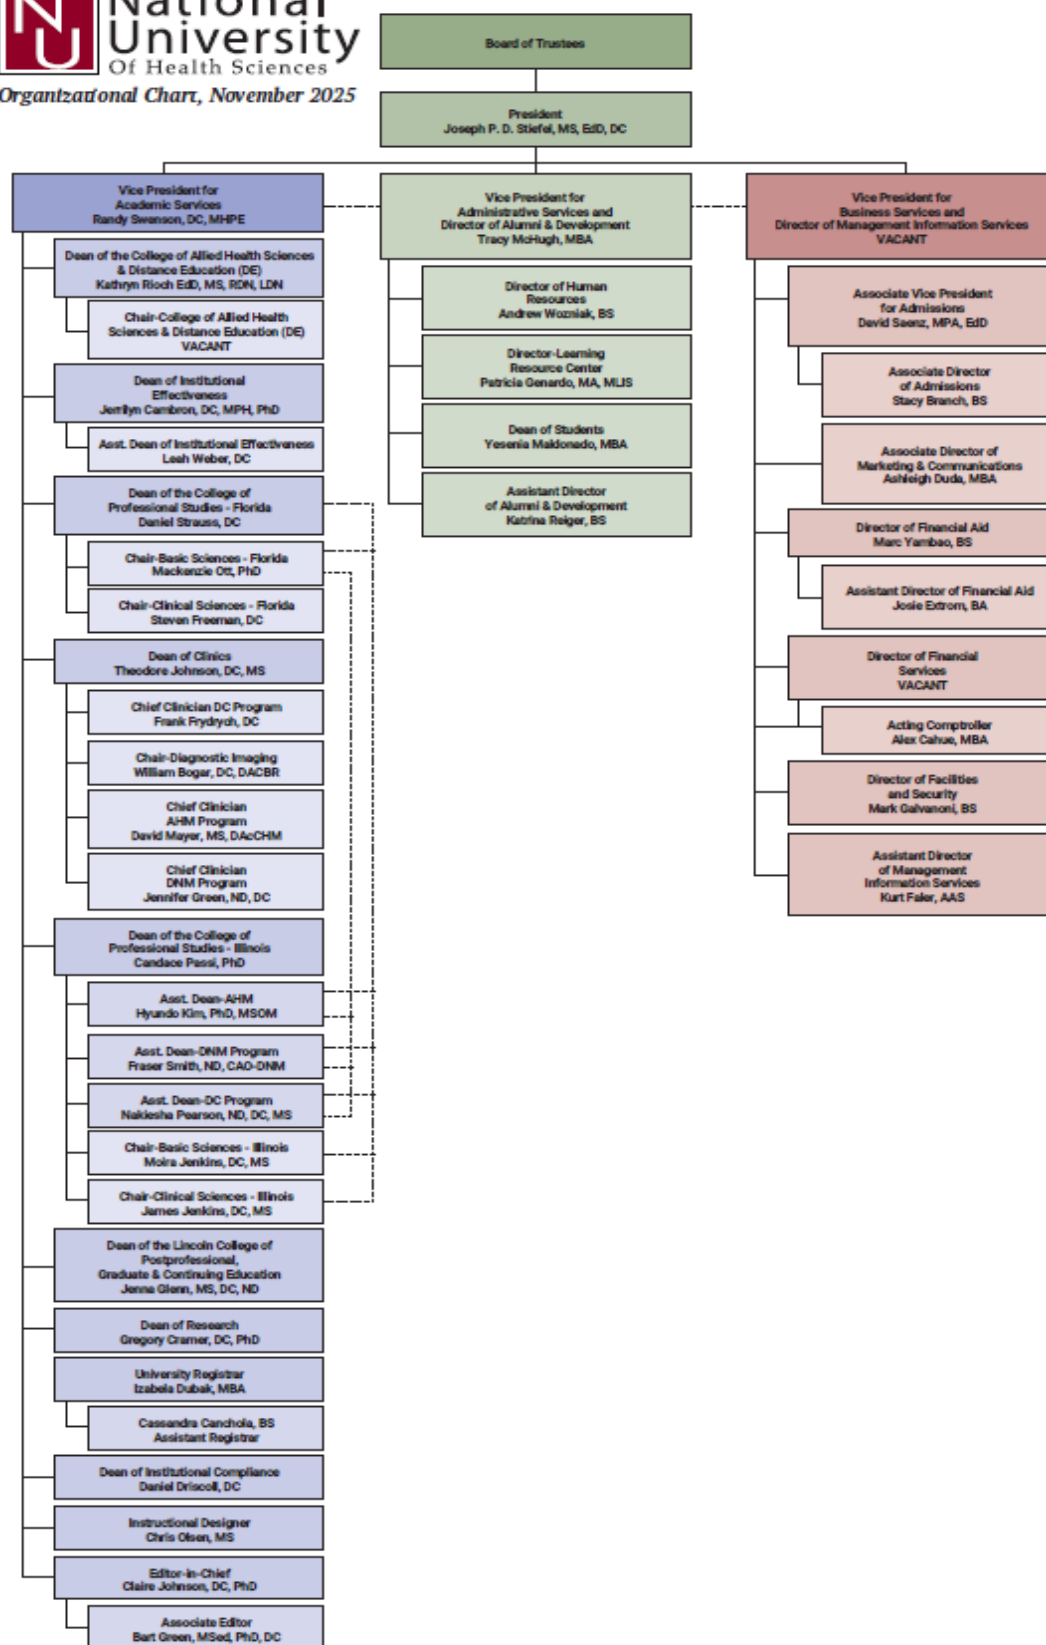 National
University
Of Health Sciences
NU
Organizational Chart, November 2025
Board of Trustees
President
Joseph P. D. Stiefel, MS, EdD, DC
Vice President for
Academic Services
Randy Swenson, DC, MHPE
Dean of the College of Allied Health Sciences
& Distance Education (DE)
Kathryn Rioch EdD, MS, RDN, LDN
Chair-College of Allied Health
Sciences & Distance Education (DE)
VACANT
Dean of Institutional
Effectiveness
Jerrilyn Cambron, DC, MPH, PhD
Asst. Dean of Institutional Effectiveness
Leah Weber, DC
Dean of the College of
Professional Studies - Florida
Daniel Strauss, DC
Chair-Basic Sciences - Florida
Mackenzie Ott, PhD
Chair-Clinical Sciences - Florida
Steven Freeman, DC
Dean of Clinics
Theodore Johnson, DC, MS
Chief Clinician DC Program
Frank Frydrych, DC
Chair-Diagnostic Imaging
William Bogar, DC, DACBR
Chief Clinician
AHM Program
David Mayer, MS, DAcCHM
Chief Clinician
DNM Program
Jennifer Green, ND, DC
Dean of the College of
Professional Studies - Illinois
Candace Passi, PhD
Asst. Dean-AHM
Hyundo Kim, PhD, MSOM
Asst. Dean-DNM Program
Fraser Smith, ND, CAO-DNM
Asst. Dean-DC Program
Nakiesha Pearson, ND, DC, MS
Chair-Basic Sciences - Illinois
Moira Jenkins, DC, MS
Chair-Clinical Sciences - Illinois
James Jenkins, DC, MS
Dean of the Lincoln College of
Postprofessional,
Graduate & Continuing Education
Jenna Glenn, MS, DC, ND
Dean of Research
Gregory Cramer, DC, PhD
University Registrar
Izabela Dubak, MBA
Cassandra Canchola, BS
Assistant Registrar
Dean of Institutional Compliance
Daniel Driscoll, DC
Instructional Designer
Chris Olsen, MS
Editor-in-Chief
Claire Johnson, DC, PhD
Associate Editor
Bart Green, MSed, PhD, DC
Vice President for
Administrative Services and
Director of Alumni & Development
Tracy McHugh, MBA
Director of Human
Resources
Andrew Wozniak, BS
Director-Learning
Resource Center
Patricia Genardo, MA, MLIS
Dean of Students
Yesenia Maldonado, MBA
Assistant Director
of Alumni & Development
Katrina Reiger, BS
Vice President for
Business Services and
Director of Management Information Services
VACANT
Associate Vice President
for Admissions
David Saenz, MPA, EdD
Associate Director
of Admissions
Stacy Branch, BS
Associate Director of
Marketing & Communications
Ashleigh Duda, MBA
Director of Financial Aid
Marc Yambao, BS
Assistant Director of Financial Aid
Josie Extrom, BA
Director of Financial
Services
VACANT
Acting Comptroller
Alex Cahue, MBA
Director of Facilities
and Security
Mark Galvanoni, BS
Assistant Director
of Management
Information Services
Kurt Faler, AAS